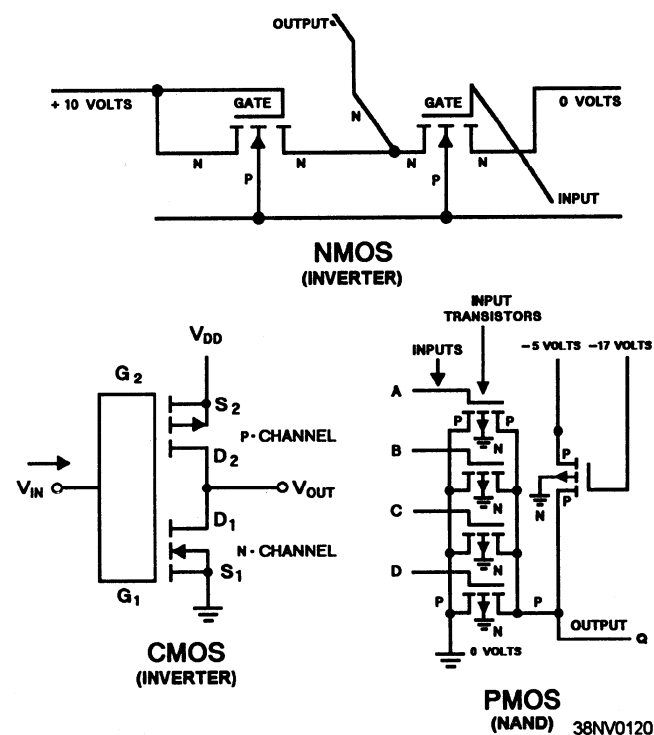 OUTPUT
+ 10 VOLTS
GATE
GATE
0 VOLTS
N
N
N
N
N
P
P
INPUT
NMOS
(INVERTER)
INPUT
TRANSISTORS
VDD
INPUTS
– 5 VOLTS
–17 VOLTS
G2
S2
A
P
P
N
P - CHANNEL
B
P
D2
N
VIN
VOUT
C
N
P
D1
N
N - CHANNEL
D
S1
P
N
P
G1
OUTPUT
Q
0 VOLTS
CMOS
(INVERTER)
PMOS
(NAND)
38NV0120